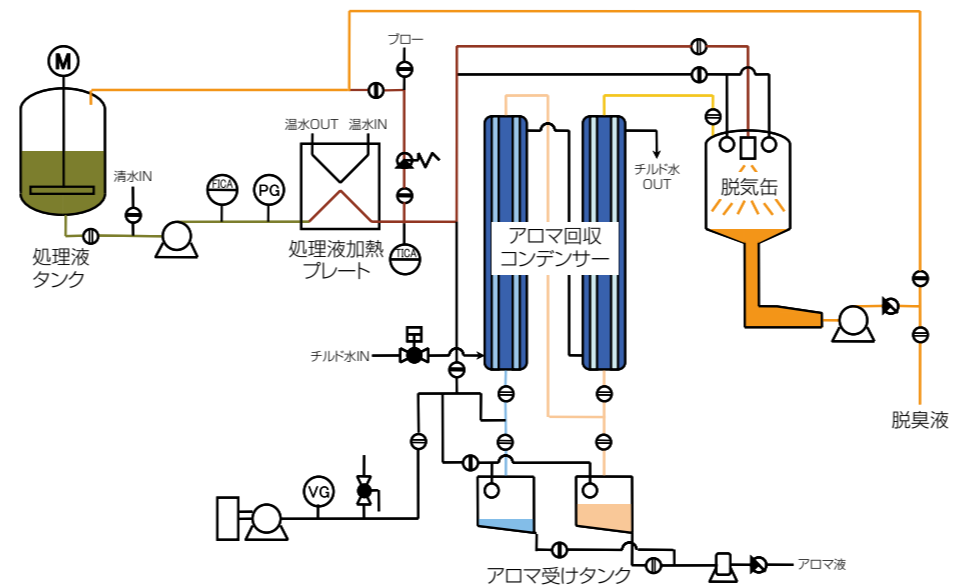 ブロー
M
温水OUT
温水IN
清水IN
FICA
PG
処理液加熱
プレート
TICA
処理液
タンク
チルド水
OUT
脱気缶
アロマ回収
コンデンサー
チルド水IN
脱臭液
VG
アロマ受けタンク
アロマ液